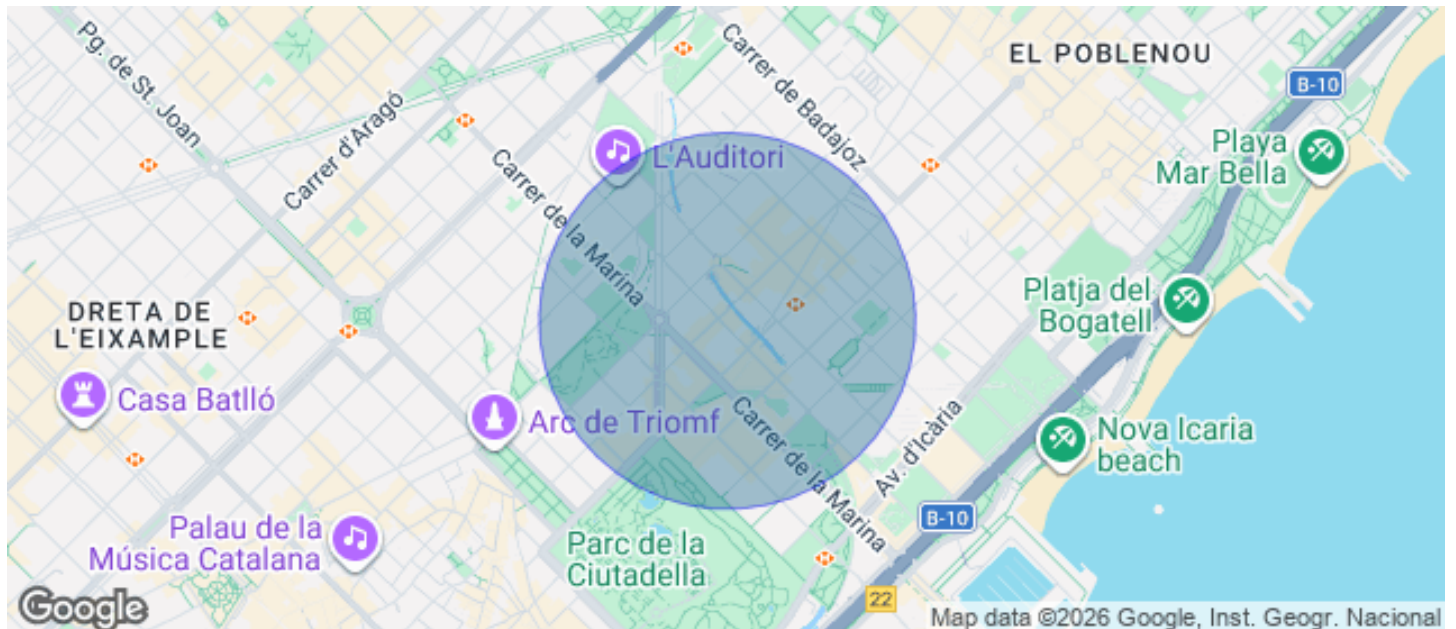 Pg. de St. Joan
Carrer d'Aragó
Carrer de la Marina
L'Auditori
Carrer de Badajoz
EL POBLENOU
B-10
Playa
Mar Bella
Platja del
Bogatell
DRETA DE
L'EIXAMPLE
Casa Batlló
Arc de Triomf
Carrer de la Marina
Av. d'Icària
Nova Icaria
beach
B-10
Palau de la
Música Catalana
Parc de la
Ciutadella
22
Google
Map data ©2026 Google, Inst. Geogr. Nacional